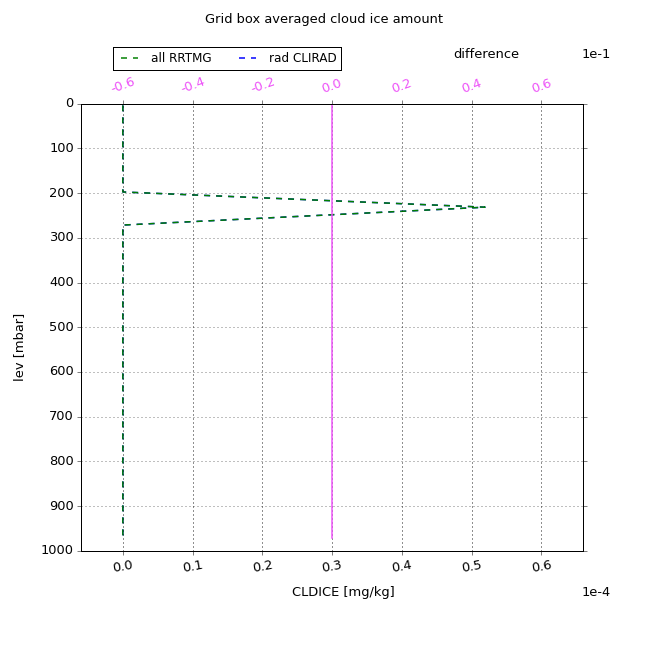 Grid box averaged cloud ice amount
all RRTMG rad CLIRAD difference 1e-1
-0.6 -0.4 -0.2 0.0 0.2 0.4 0.6
0
100
200
300
400
500
600
700
800
900
1000
lev [mbar]
0.0 0.1 0.2 0.3 0.4 0.5 0.6
CLDICE [mg/kg] 1e-4